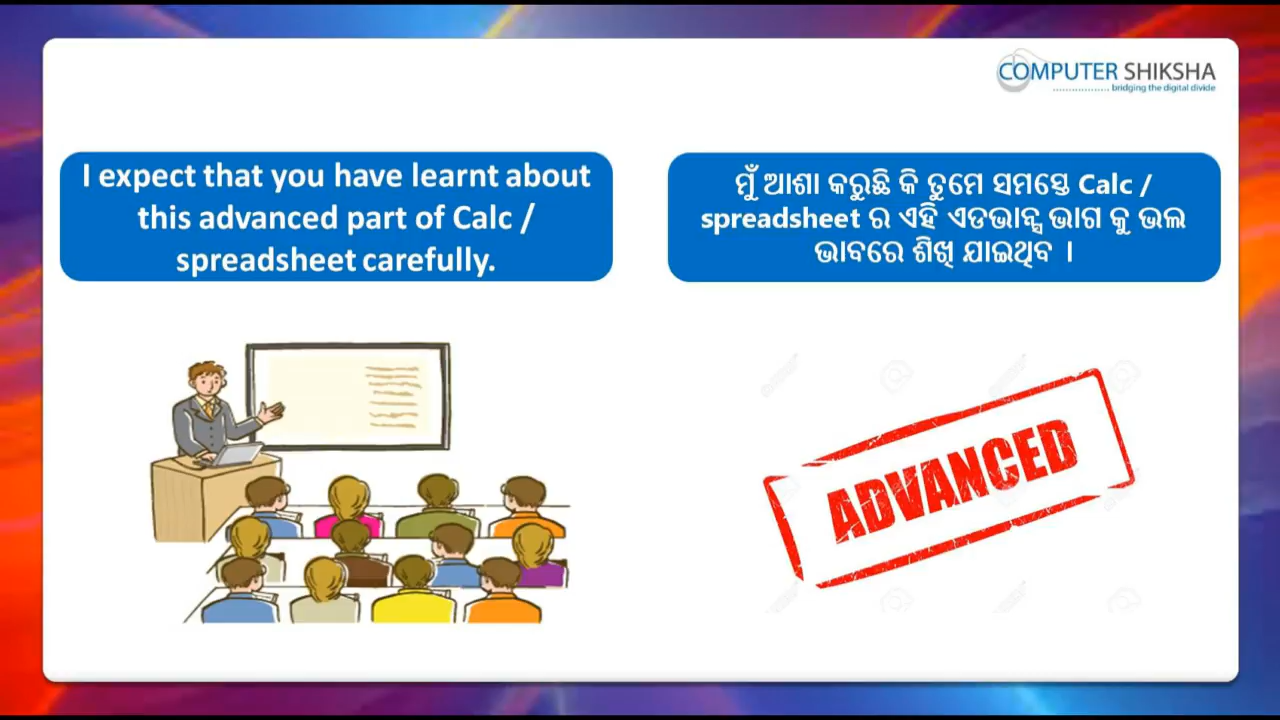 COMPUTER SHIKSHA
bridging the digital divide
I expect that you have learnt about
this advanced part of Calc /
spreadsheet carefully.
ମୁଁ ଆଶା କରୁଛି କି ତୁମେ ସମସ୍ତେ Calc /
spreadsheet ର ଏହି ଏଡଭାନ୍ସ ଭାଗ କୁ ଭଲ
ଭାବରେ ଶିଖି ଯାଇଥିବ ।
ADVANCED